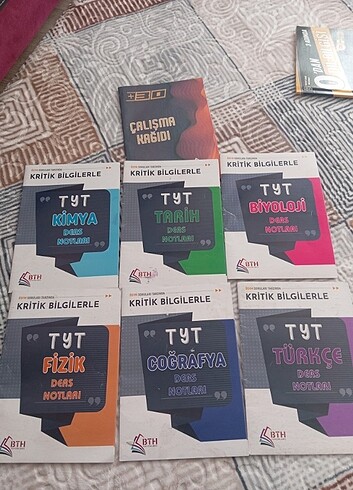 ÇALIŞMA
KAĞIDI
KRİTİK BİLGİLERLE
TYT
KİMYA
DERS
NOTLARI
BTH
KRİTİK BİLGİLERLE
TYT
TARİH
DERS
NOTLARI
BTH
KRİTİK BİLGİLERLE
TYT
BİYOLOJİ
DERS
NOTLARI
BTH
KRİTİK BİLGİLERLE
TYT
FİZİK
DERS
NOTLARI
BTH
KRİTİK BİLGİLERLE
TYT
COĞRAFYA
DERS
NOTLARI
BTH
KRİTİK BİLGİLERLE
TYT
TÜRKÇE
DERS
NOTLARI
BTH